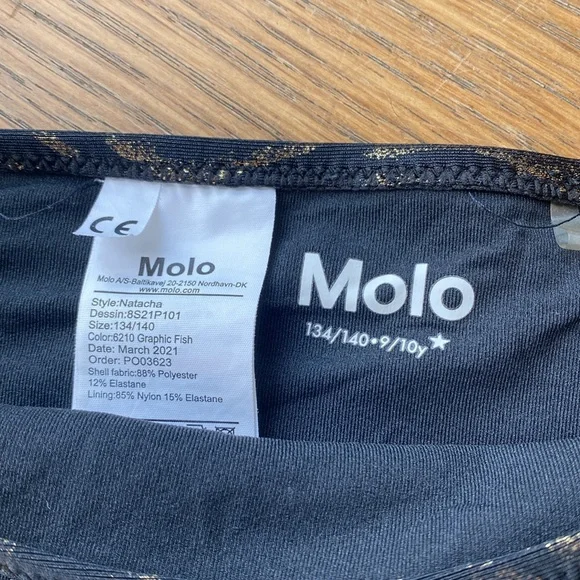 CE
Molo
Molo A/S-Baltikavej 20-2150 Nordhavn-DK
www.molo.com
Style:Natacha
Dessin:8S21P101
Size:134/140
Color:6210 Graphic Fish
Date: March 2021
Order: PO03623
Shell fabric:88% Polyester
12% Elastane
Lining:85% Nylon 15% Elastane
Molo
134/140•9/10y★